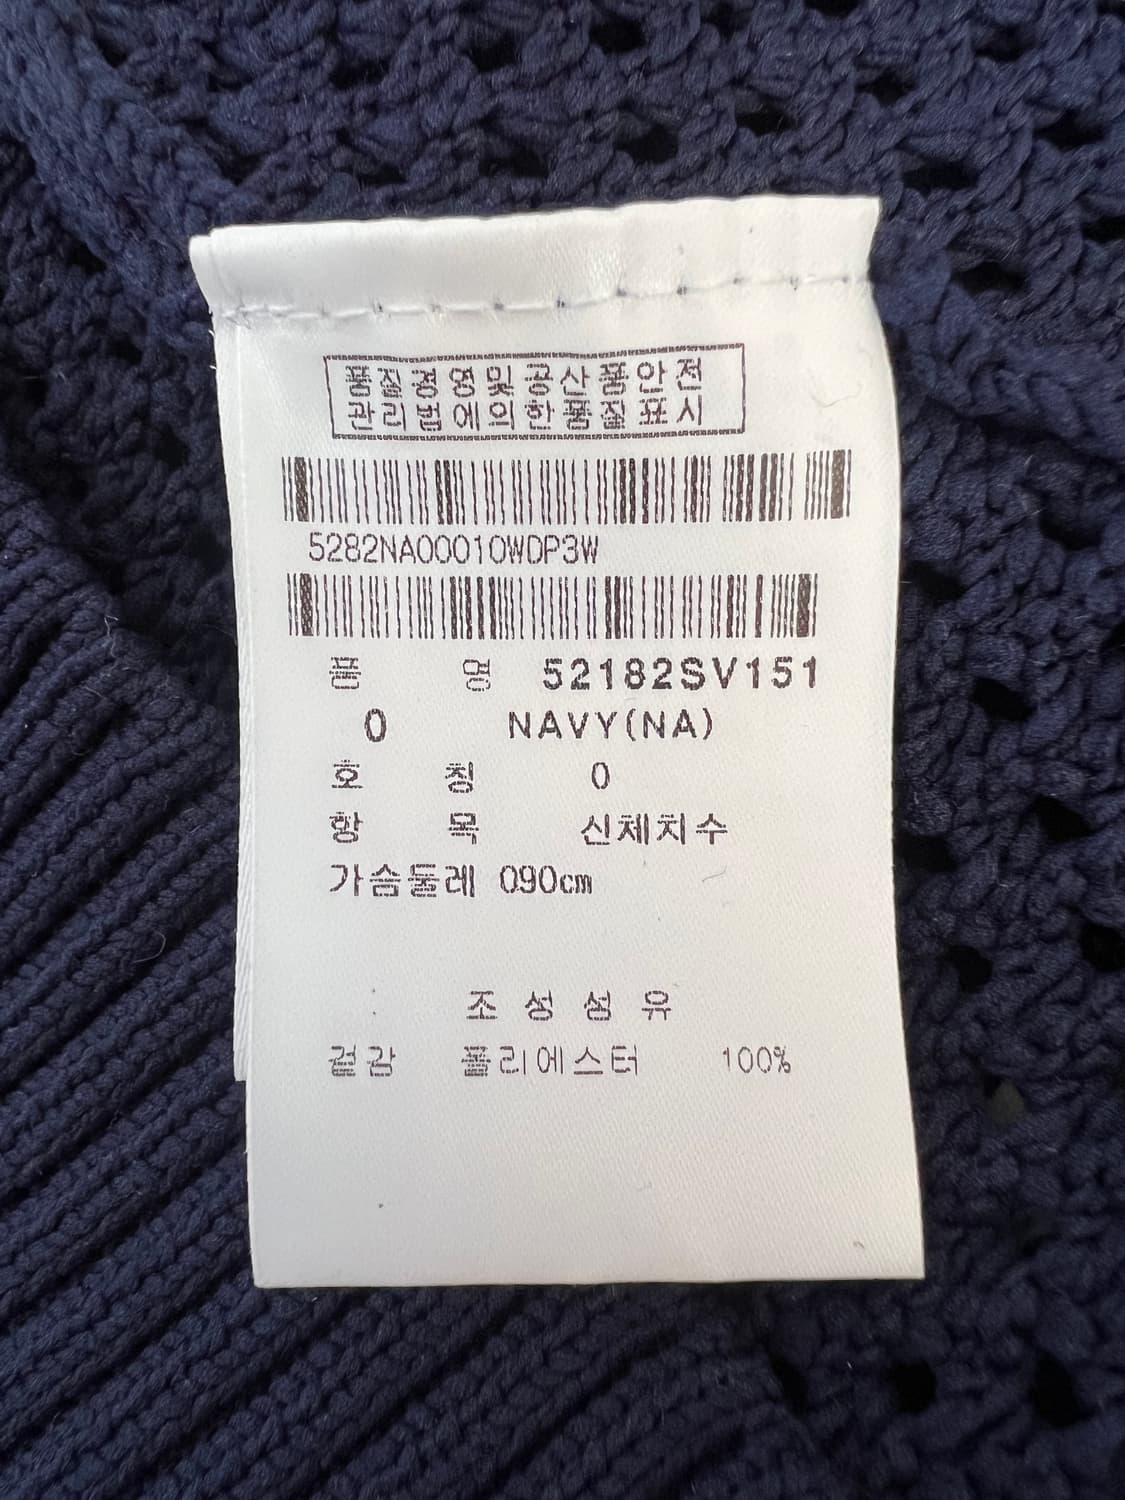 품질경영및공산품안전
관리법에의한품질표시
5282NA00010WDP3W
품 명 52182SV151
0 NAVY(NA)
호 칭 0
항 목 신체치수
가슴둘레 090cm
조성섬유
겉감 폴리에스터 100%